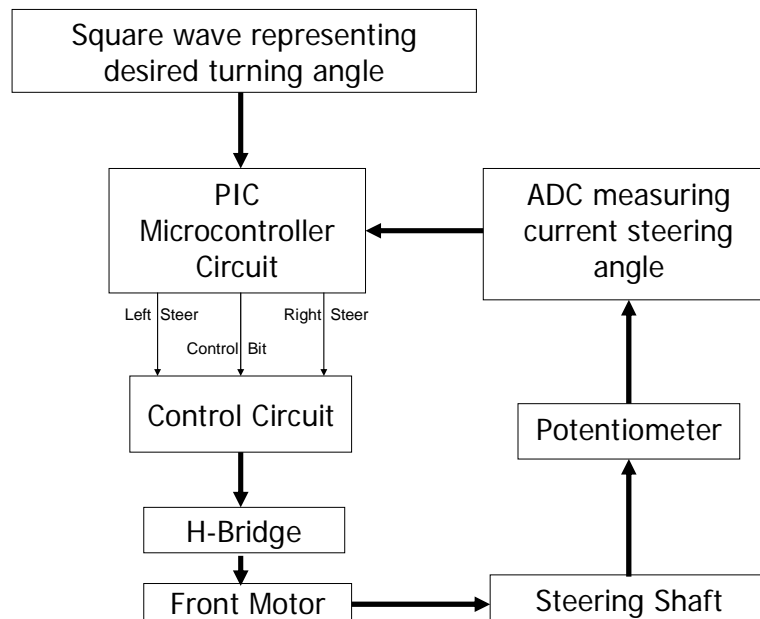 Square wave representing
desired turning angle
PIC
Microcontroller
Circuit
ADC measuring
current steering
angle
Left Steer
Right Steer
Control Bit
Control Circuit
Potentiometer
H-Bridge
Front Motor
Steering Shaft